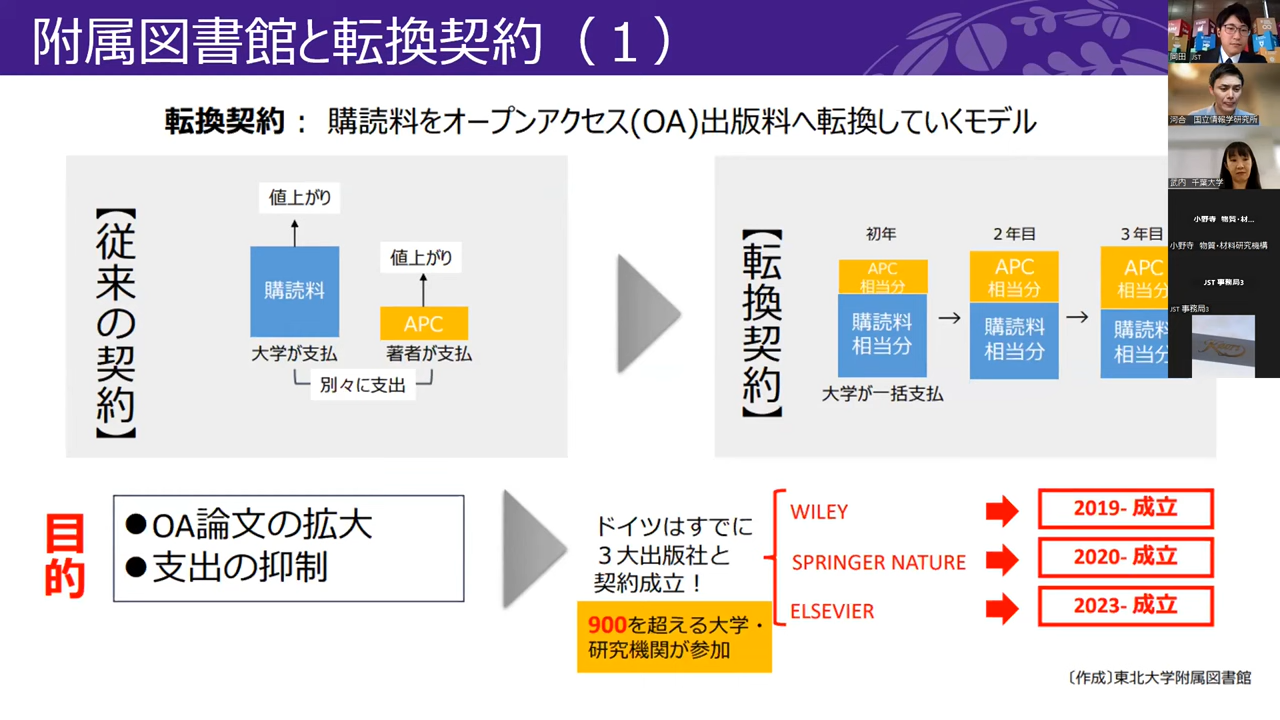 附属図書館と転換契約（１）
転換契約： 購読料をオープンアクセス(OA)出版料へ転換していくモデル
【従来の契約】
値上がり
値上がり
購読料
APC
大学が支払
著者が支払
別々に支出
【転換契約】
初年
２年目
３年目
APC
相当分
APC
相当分
APC
相当分
購読料
相当分
購読料
相当分
購読料
相当分
大学が一括支払
目的
●OA論文の拡大
●支出の抑制
ドイツはすでに
３大出版社と
契約成立！
900を超える大学・
研究機関が参加
WILEY
2019- 成立
SPRINGER NATURE
2020- 成立
ELSEVIER
2023- 成立
〔作成〕東北大学附属図書館
岡田 JST
河合 国立情報学研究所
武内 千葉大学
小野寺 物質・材...
小野寺 物質・材料研究機構
JST 事務局3
JST 事務局3